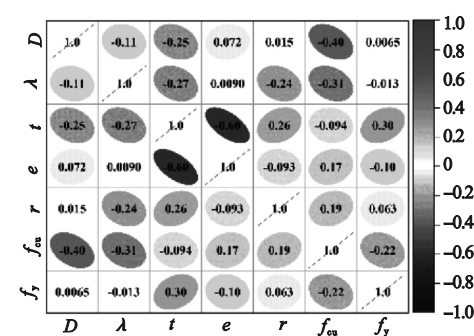 D 1.0 -0.11 -0.25 0.072 0.015 -0.40 0.0065
λ -0.11 1.0 -0.27 0.0090 -0.24 -0.31 -0.013
t -0.25 -0.27 1.0 -0.60 0.26 -0.094 0.30
e 0.072 0.0090 -0.60 1.0 -0.093 0.17 -0.10
r 0.015 -0.24 0.26 -0.093 1.0 0.19 0.063
fcu -0.40 -0.31 -0.094 0.17 0.19 1.0 -0.22
fy 0.0065 -0.013 0.30 -0.10 0.063 -0.22 1.0
D λ t e r fcu fy
1.0
0.8
0.6
0.4
0.2
0
−0.2
−0.4
−0.6
−0.8
−1.0